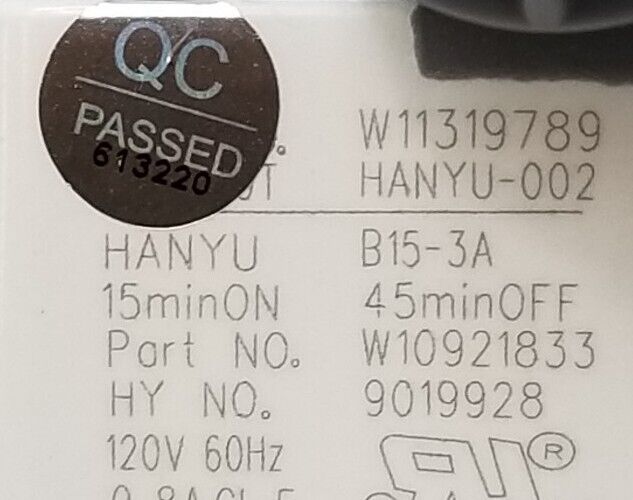 QC
PASSED
613220
W11319789
HANYU-002
HANYU B15-3A
15minON 45minOFF
Part NO. W10921833
HY NO. 9019928
120V 60Hz
®